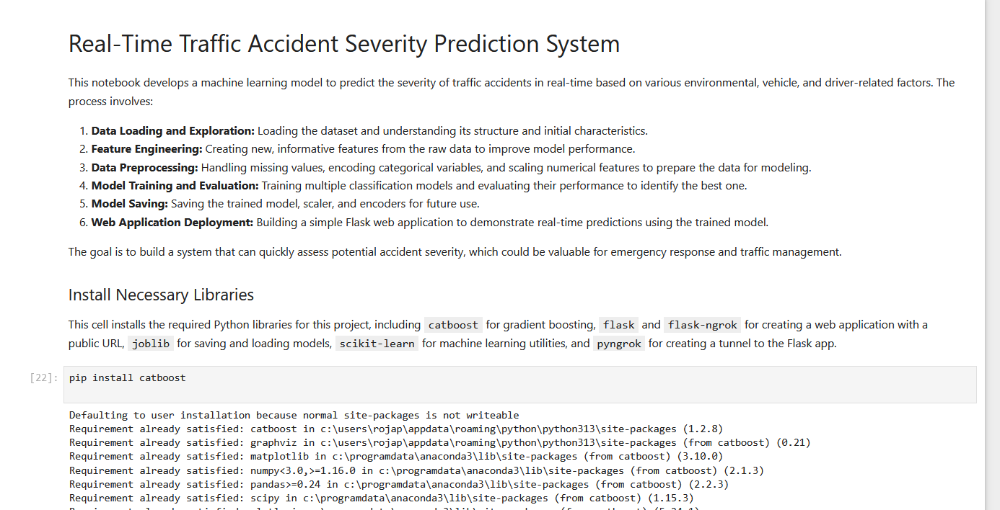 Real-Time Traffic Accident Severity Prediction System
This notebook develops a machine learning model to predict the severity of traffic accidents in real-time based on various environmental, vehicle, and driver-related factors. The
process involves:
1. Data Loading and Exploration: Loading the dataset and understanding its structure and initial characteristics.
2. Feature Engineering: Creating new, informative features from the raw data to improve model performance.
3. Data Preprocessing: Handling missing values, encoding categorical variables, and scaling numerical features to prepare the data for modeling.
4. Model Training and Evaluation: Training multiple classification models and evaluating their performance to identify the best one.
5. Model Saving: Saving the trained model, scaler, and encoders for future use.
6. Web Application Deployment: Building a simple Flask web application to demonstrate real-time predictions using the trained model.
The goal is to build a system that can quickly assess potential accident severity, which could be valuable for emergency response and traffic management.
Install Necessary Libraries
This cell installs the required Python libraries for this project, including catboost for gradient boosting, flask and flask-ngrok for creating a web application with a
public URL, joblib for saving and loading models, scikit-learn for machine learning utilities, and pyngrok for creating a tunnel to the Flask app.
[22]: pip install catboost
Defaulting to user installation because normal site-packages is not writeable
Requirement already satisfied: catboost in c:\users\rojap\appdata\roaming\python\python313\site-packages (1.2.8)
Requirement already satisfied: graphviz in c:\users\rojap\appdata\roaming\python\python313\site-packages (from catboost) (0.21)
Requirement already satisfied: matplotlib in c:\programdata\anaconda3\lib\site-packages (from catboost) (3.10.0)
Requirement already satisfied: numpy<3.0,>=1.16.0 in c:\programdata\anaconda3\lib\site-packages (from catboost) (2.1.3)
Requirement already satisfied: pandas>=0.24 in c:\programdata\anaconda3\lib\site-packages (from catboost) (2.2.3)
Requirement already satisfied: scipy in c:\programdata\anaconda3\lib\site-packages (from catboost) (1.15.3)